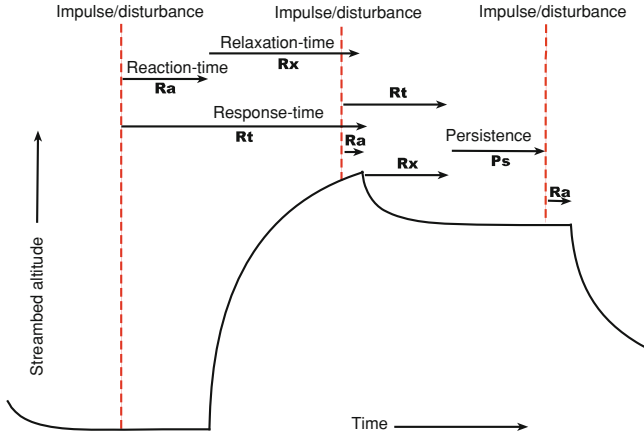 Impulse/disturbance
Impulse/disturbance
Impulse/disturbance
Relaxation-time
Rx
Reaction-time
Ra
Rt
Response-time
Rt
Ra
Persistence
Ps
Rx
Ra
Streambed altitude
Time